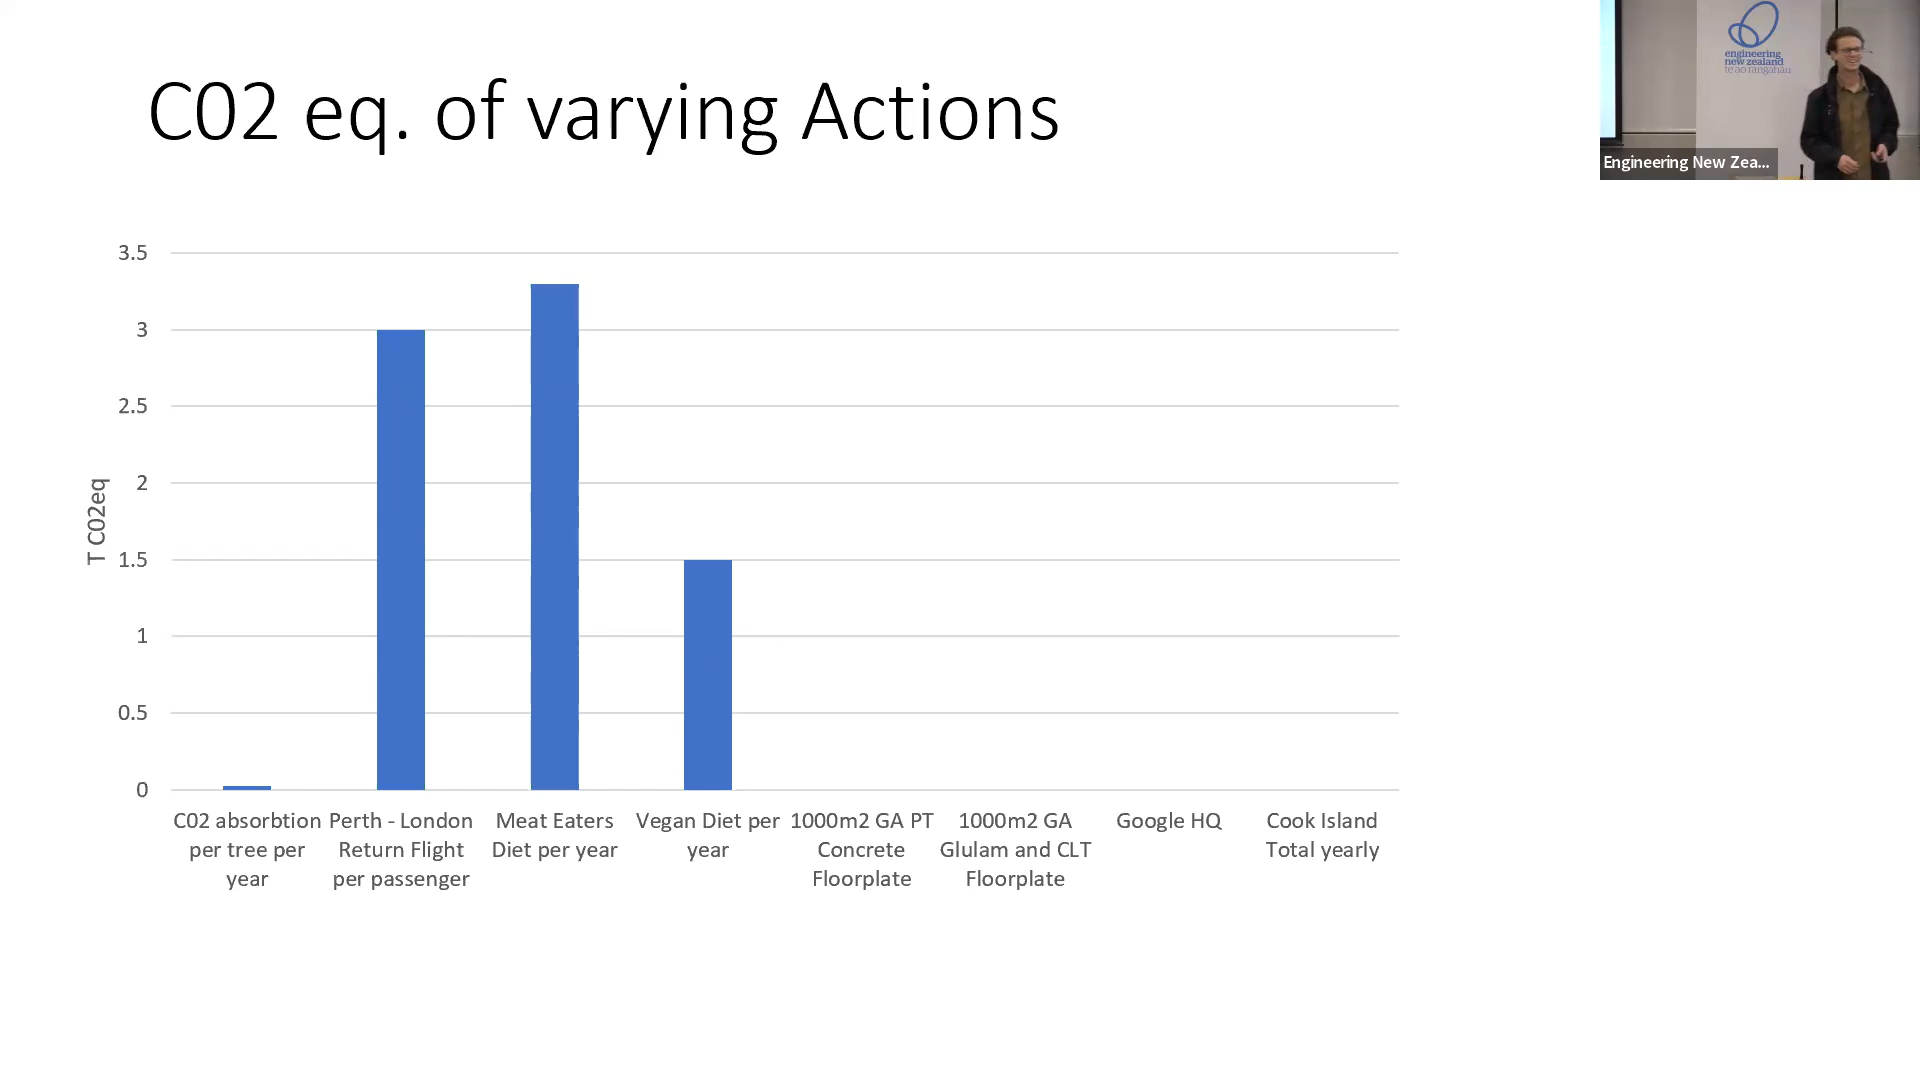 C02 eq. of varying Actions
engineering
new zealand
te ao rangahau
Engineering New Zea...
3.5
3
2.5
2
1.5
1
0.5
0
T C02eq
C02 absorbtion
per tree per
year
Perth - London
Return Flight
per passenger
Meat Eaters
Diet per year
Vegan Diet per
year
1000m2 GA PT
Concrete
Floorplate
1000m2 GA
Glulam and CLT
Floorplate
Google HQ
Cook Island
Total yearly